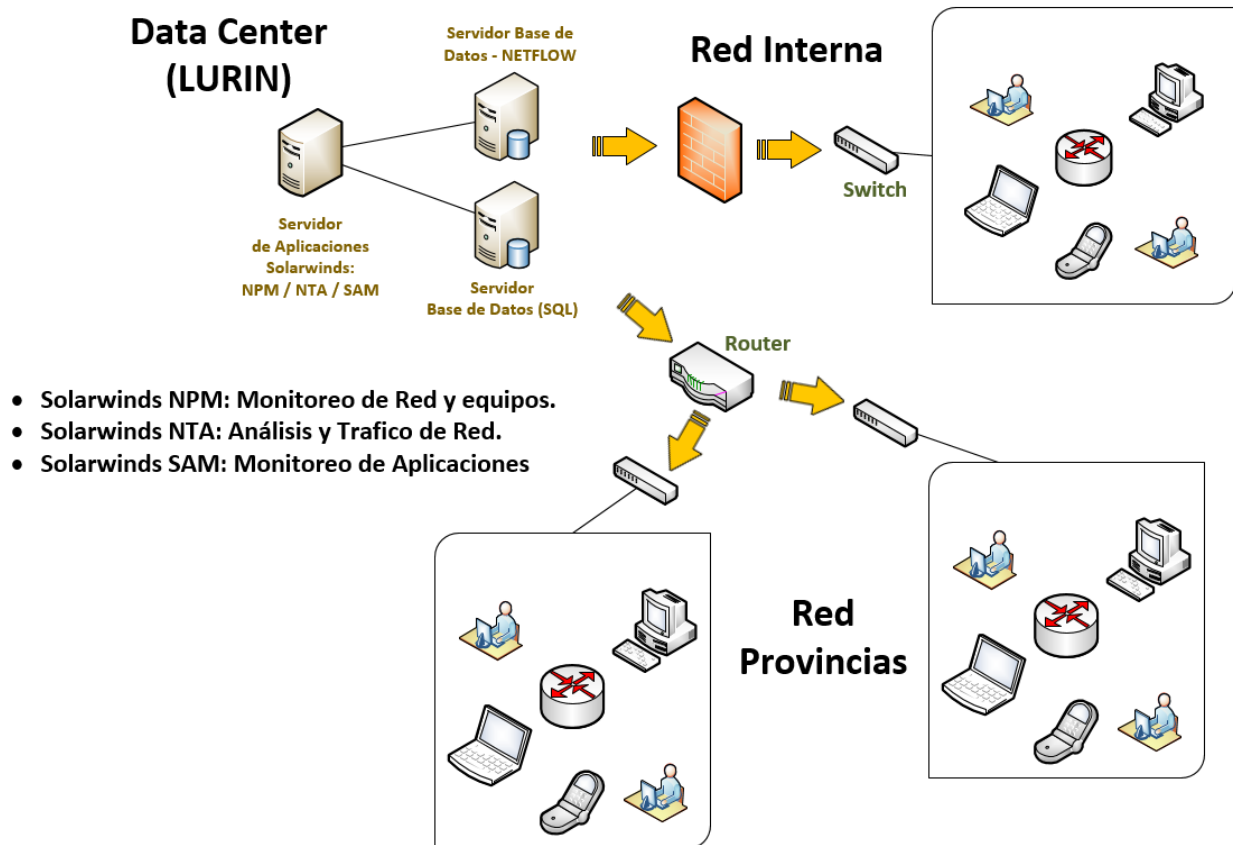 Data Center
(LURIN)
Servidor Base de
Datos - NETFLOW
Red Interna
Servidor
de Aplicaciones
Solarwinds:
NPM / NTA / SAM
Servidor
Base de Datos (SQL)
Switch
Router
• Solarwinds NPM: Monitoreo de Red y equipos.
• Solarwinds NTA: Análisis y Trafico de Red.
• Solarwinds SAM: Monitoreo de Aplicaciones
Red
Provincias